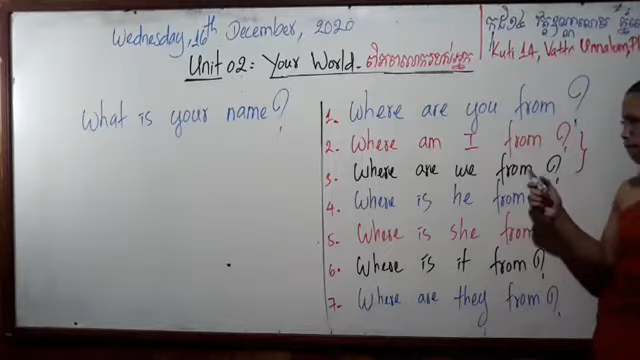 Wednesday, 16th December, 2020
Kuti 14, Vatta Unnalom, P
Unit 02: Your World - ពិភពលោករបស់អ្នក
What is your name?
1. Where are you from?
2. Where am I from?
3. Where are we from?
4. Where is he from
5. Where is she from
6. Where is it from?
7. Where are they from?